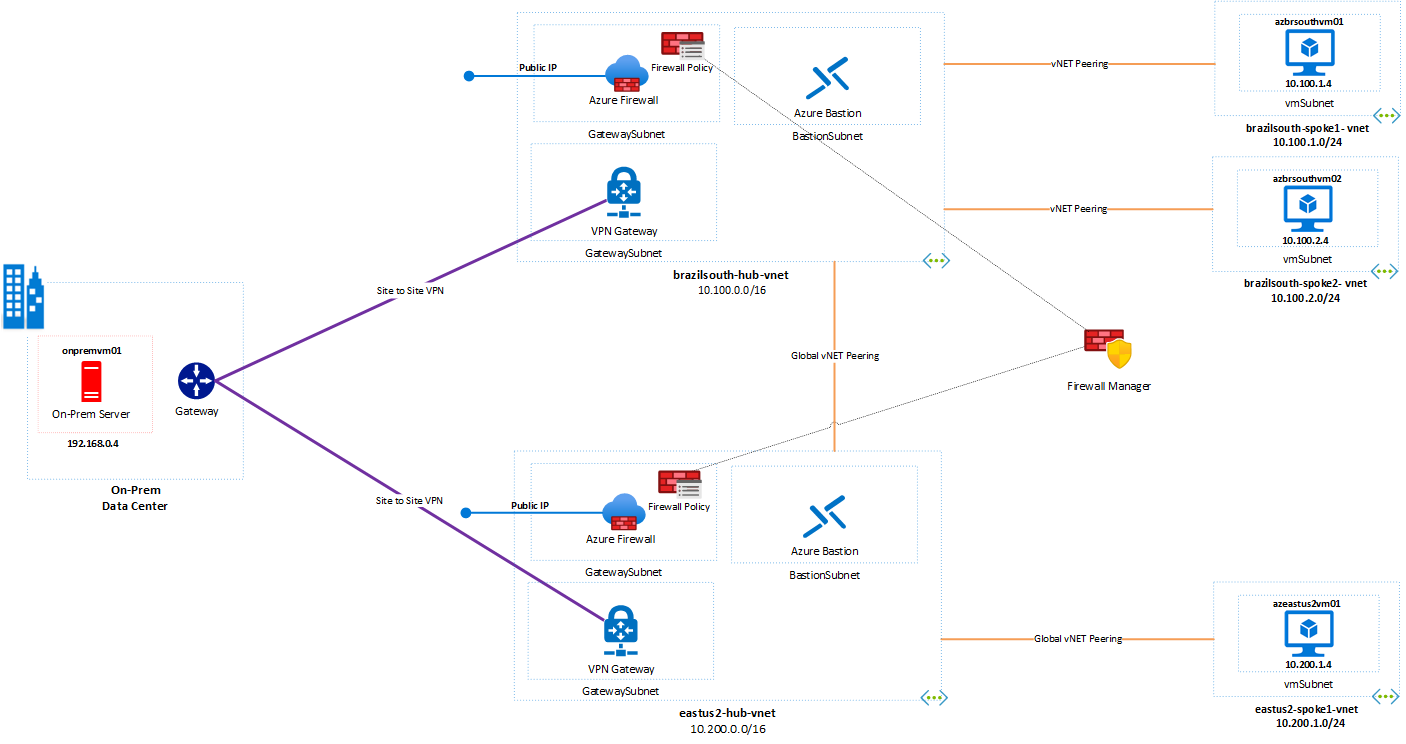 Public IP
Azure Firewall
Firewall Policy
GatewaySubnet
Azure Bastion
BastionSubnet
VPN Gateway
GatewaySubnet
brazilsouth-hub-vnet
10.100.0.0/16
vNET Peering
azbrsouthvm01
10.100.1.4
vmSubnet
brazilsouth-spoke1- vnet
10.100.1.0/24
vNET Peering
azbrsouthvm02
10.100.2.4
vmSubnet
brazilsouth-spoke2- vnet
10.100.2.0/24
Site to Site VPN
onpremvm01
On-Prem Server
192.168.0.4
Gateway
On-Prem
Data Center
Site to Site VPN
Global vNET Peering
Firewall Manager
Public IP
Azure Firewall
Firewall Policy
GatewaySubnet
Azure Bastion
BastionSubnet
VPN Gateway
GatewaySubnet
eastus2-hub-vnet
10.200.0.0/16
Global vNET Peering
azeastus2vm01
10.200.1.4
vmSubnet
eastus2-spoke1-vnet
10.200.1.0/24